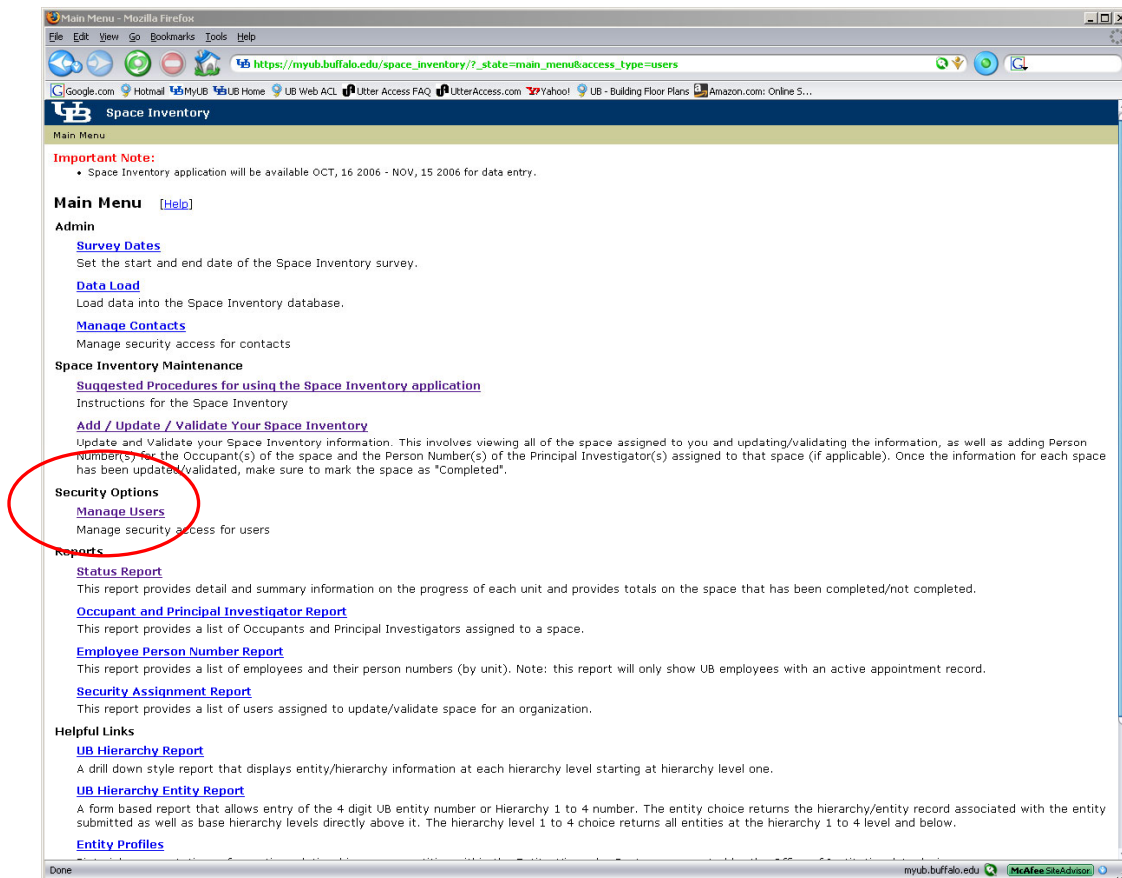 Main Menu - Mozilla Firefox
File Edit View Go Bookmarks Tools Help
https://myub.buffalo.edu/space_inventory/?_state=main_menu&access_type=users
Google.com Hotmail MyUB UB Home UB Web ACL Utter Access FAQ UtterAccess.com Yahoo! UB - Building Floor Plans Amazon.com: Online S...
UB Space Inventory
Main Menu
Important Note:
• Space Inventory application will be available OCT, 16 2006 - NOV, 15 2006 for data entry.
Main Menu [Help]
Admin
Survey Dates
Set the start and end date of the Space Inventory survey.
Data Load
Load data into the Space Inventory database.
Manage Contacts
Manage security access for contacts
Space Inventory Maintenance
Suggested Procedures for using the Space Inventory application
Instructions for the Space Inventory
Add / Update / Validate Your Space Inventory
Update and Validate your Space Inventory information. This involves viewing all of the space assigned to you and updating/validating the information, as well as adding Person
Number(s) for the Occupant(s) of the space and the Person Number(s) of the Principal Investigator(s) assigned to that space (if applicable). Once the information for each space
has been updated/validated, make sure to mark the space as "Completed".
Security Options
Manage Users
Manage security access for users
Reports
Status Report
This report provides detail and summary information on the progress of each unit and provides totals on the space that has been completed/not completed.
Occupant and Principal Investigator Report
This report provides a list of Occupants and Principal Investigators assigned to a space.
Employee Person Number Report
This report provides a list of employees and their person numbers (by unit). Note: this report will only show UB employees with an active appointment record.
Security Assignment Report
This report provides a list of users assigned to update/validate space for an organization.
Helpful Links
UB Hierarchy Report
A drill down style report that displays entity/hierarchy information at each hierarchy level starting at hierarchy level one.
UB Hierarchy Entity Report
A form based report that allows entry of the 4 digit UB entity number or Hierarchy 1 to 4 number. The entity choice returns the hierarchy/entity record associated with the entity
submitted as well as base hierarchy levels directly above it. The hierarchy level 1 to 4 choice returns all entities at the hierarchy 1 to 4 level and below.
Entity Profiles
Done myub.buffalo.edu McAfee SiteAdvisor